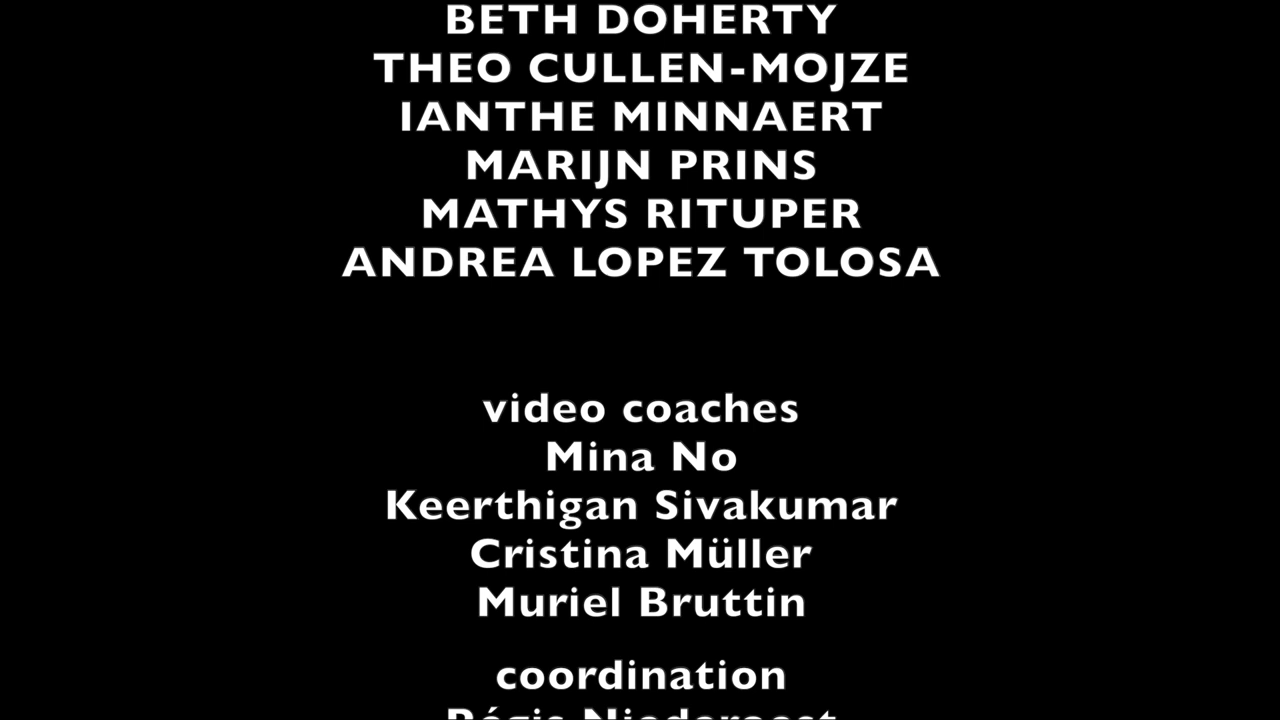 BETH DOHERTY
THEO CULLEN-MOJZE
IANTHE MINNAERT
MARIJN PRINS
MATHYS RITUPER
ANDREA LOPEZ TOLOSA
video coaches
Mina No
Keerthigan Sivakumar
Cristina Müller
Muriel Bruttin
coordination
Régis